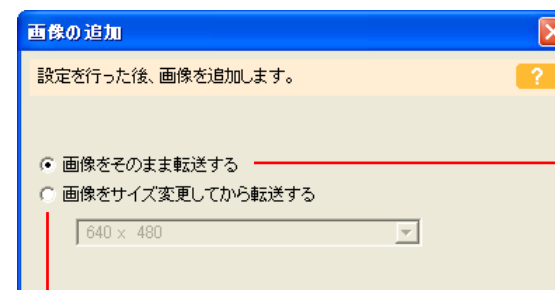 画像の追加
設定を行った後、画像を追加します。
?
画像をそのまま転送する
画像をサイズ変更してから転送する
640 x 480